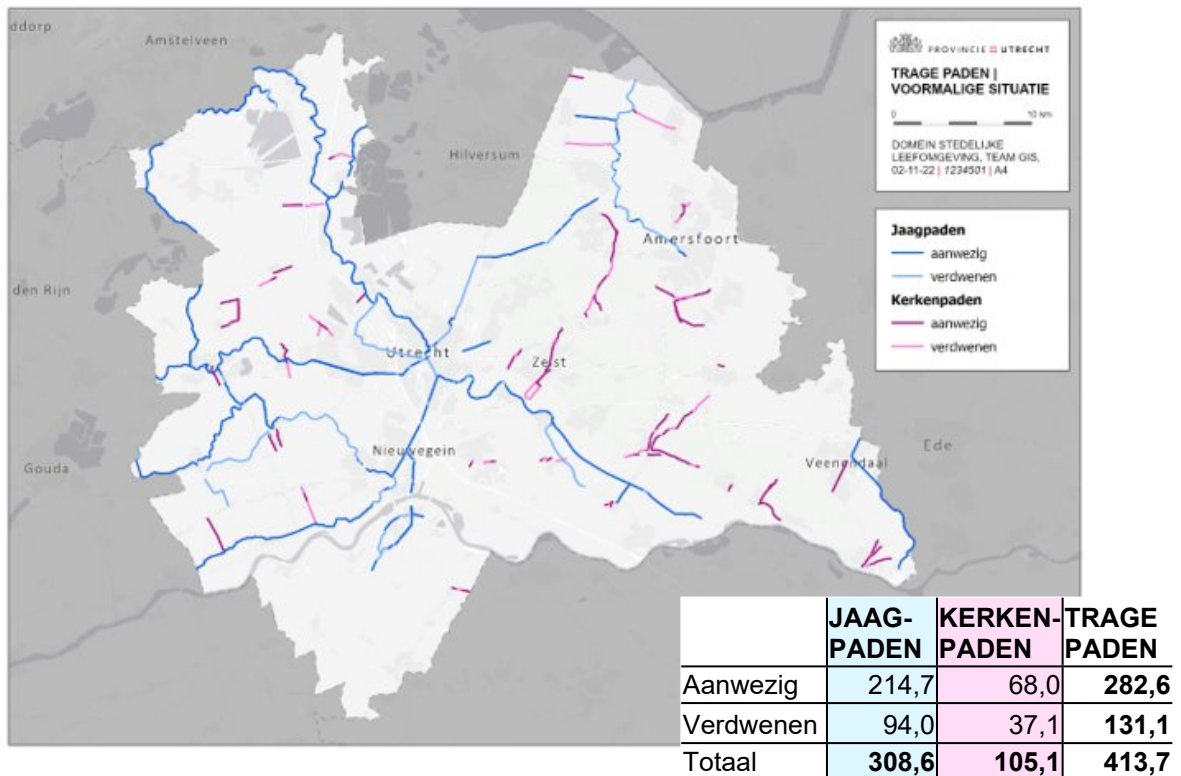 ddorp
Amstelveen
PROVINCIE UTRECHT
TRAGE PADEN |
VOORMALIGE SITUATIE
0 10 km
DOMEIN STEDELIJKE
LEEFOMGEVING, TEAM GIS,
02-11-22 | 1234501 | A4
Hilversum
Jaagpaden
aanwezig
verdwenen
Kerkenpaden
aanwezig
verdwenen
Amersfoort
den Rijn
Utrecht
Zeist
Gouda
Nieuwegein
Veenendaal
Ede
JAAG- KERKEN- TRAGE
PADEN PADEN PADEN
Aanwezig 214,7 68,0 282,6
Verdwenen 94,0 37,1 131,1
Totaal 308,6 105,1 413,7